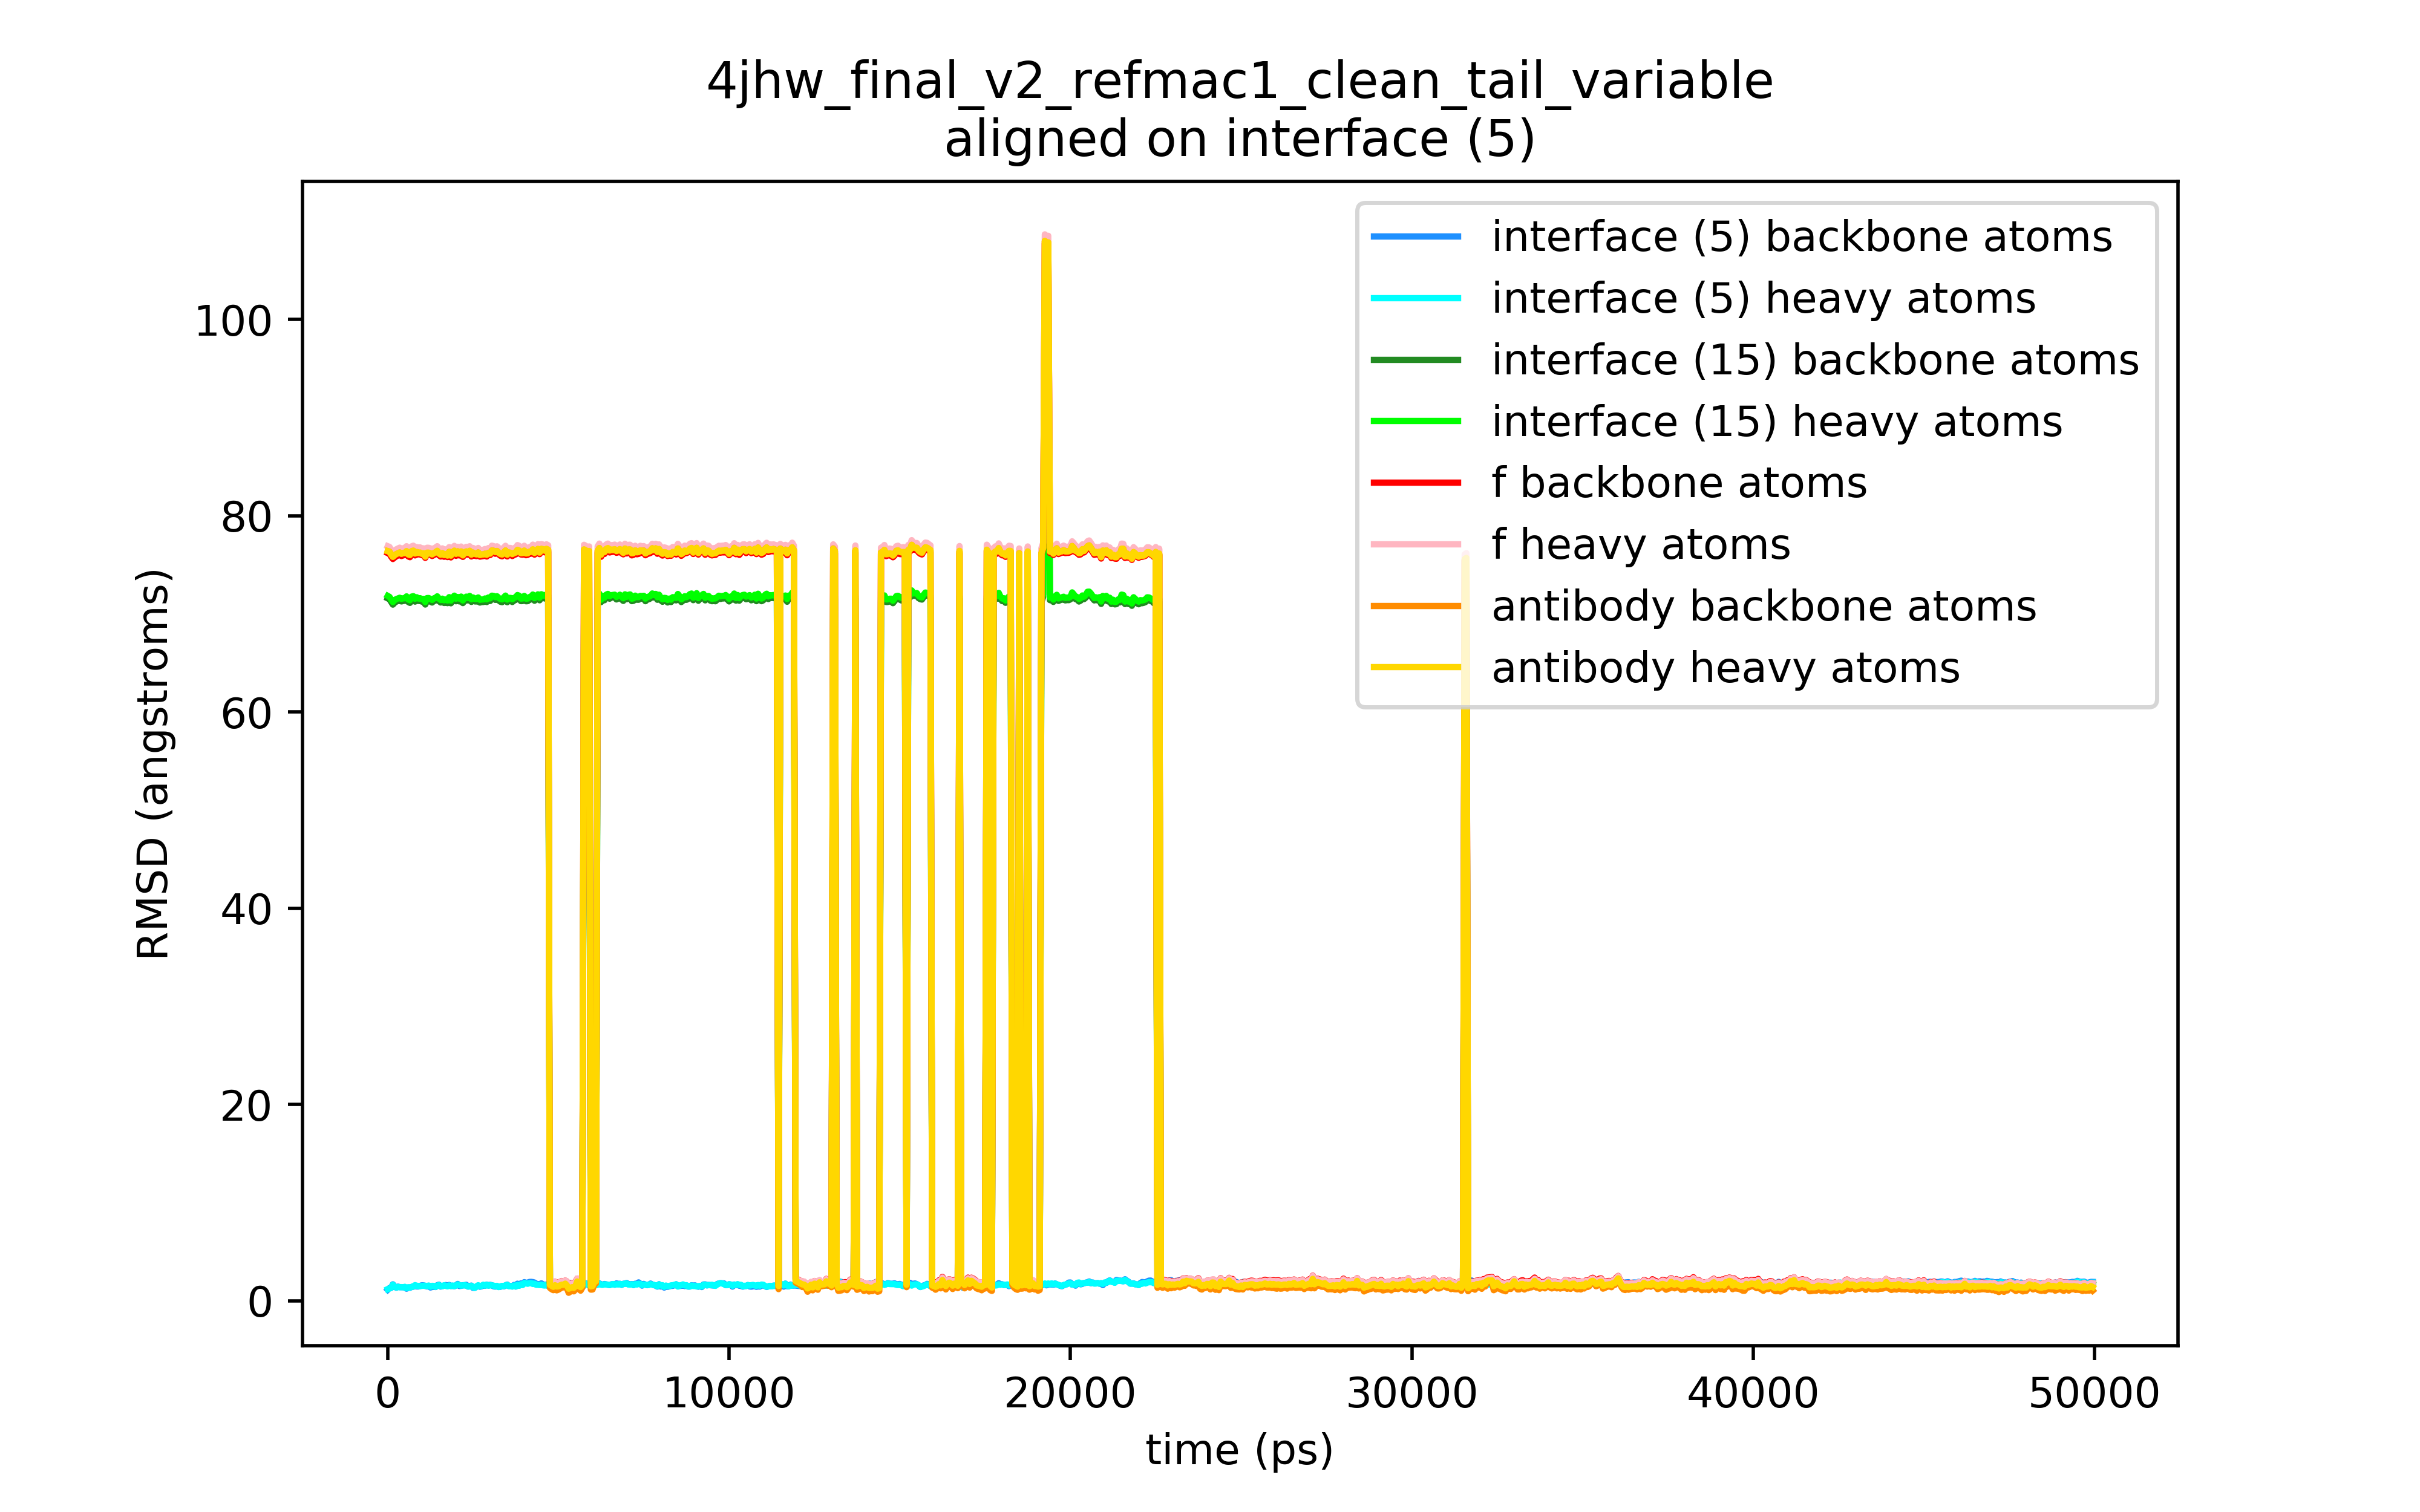 4jhw_final_v2_refmac1_clean_tail_variable
aligned on interface (5)
interface (5) backbone atoms
interface (5) heavy atoms
interface (15) backbone atoms
interface (15) heavy atoms
f backbone atoms
f heavy atoms
antibody backbone atoms
antibody heavy atoms
RMSD (angstroms)
100
80
60
40
20
0
0 10000 20000 30000 40000 50000
time (ps)